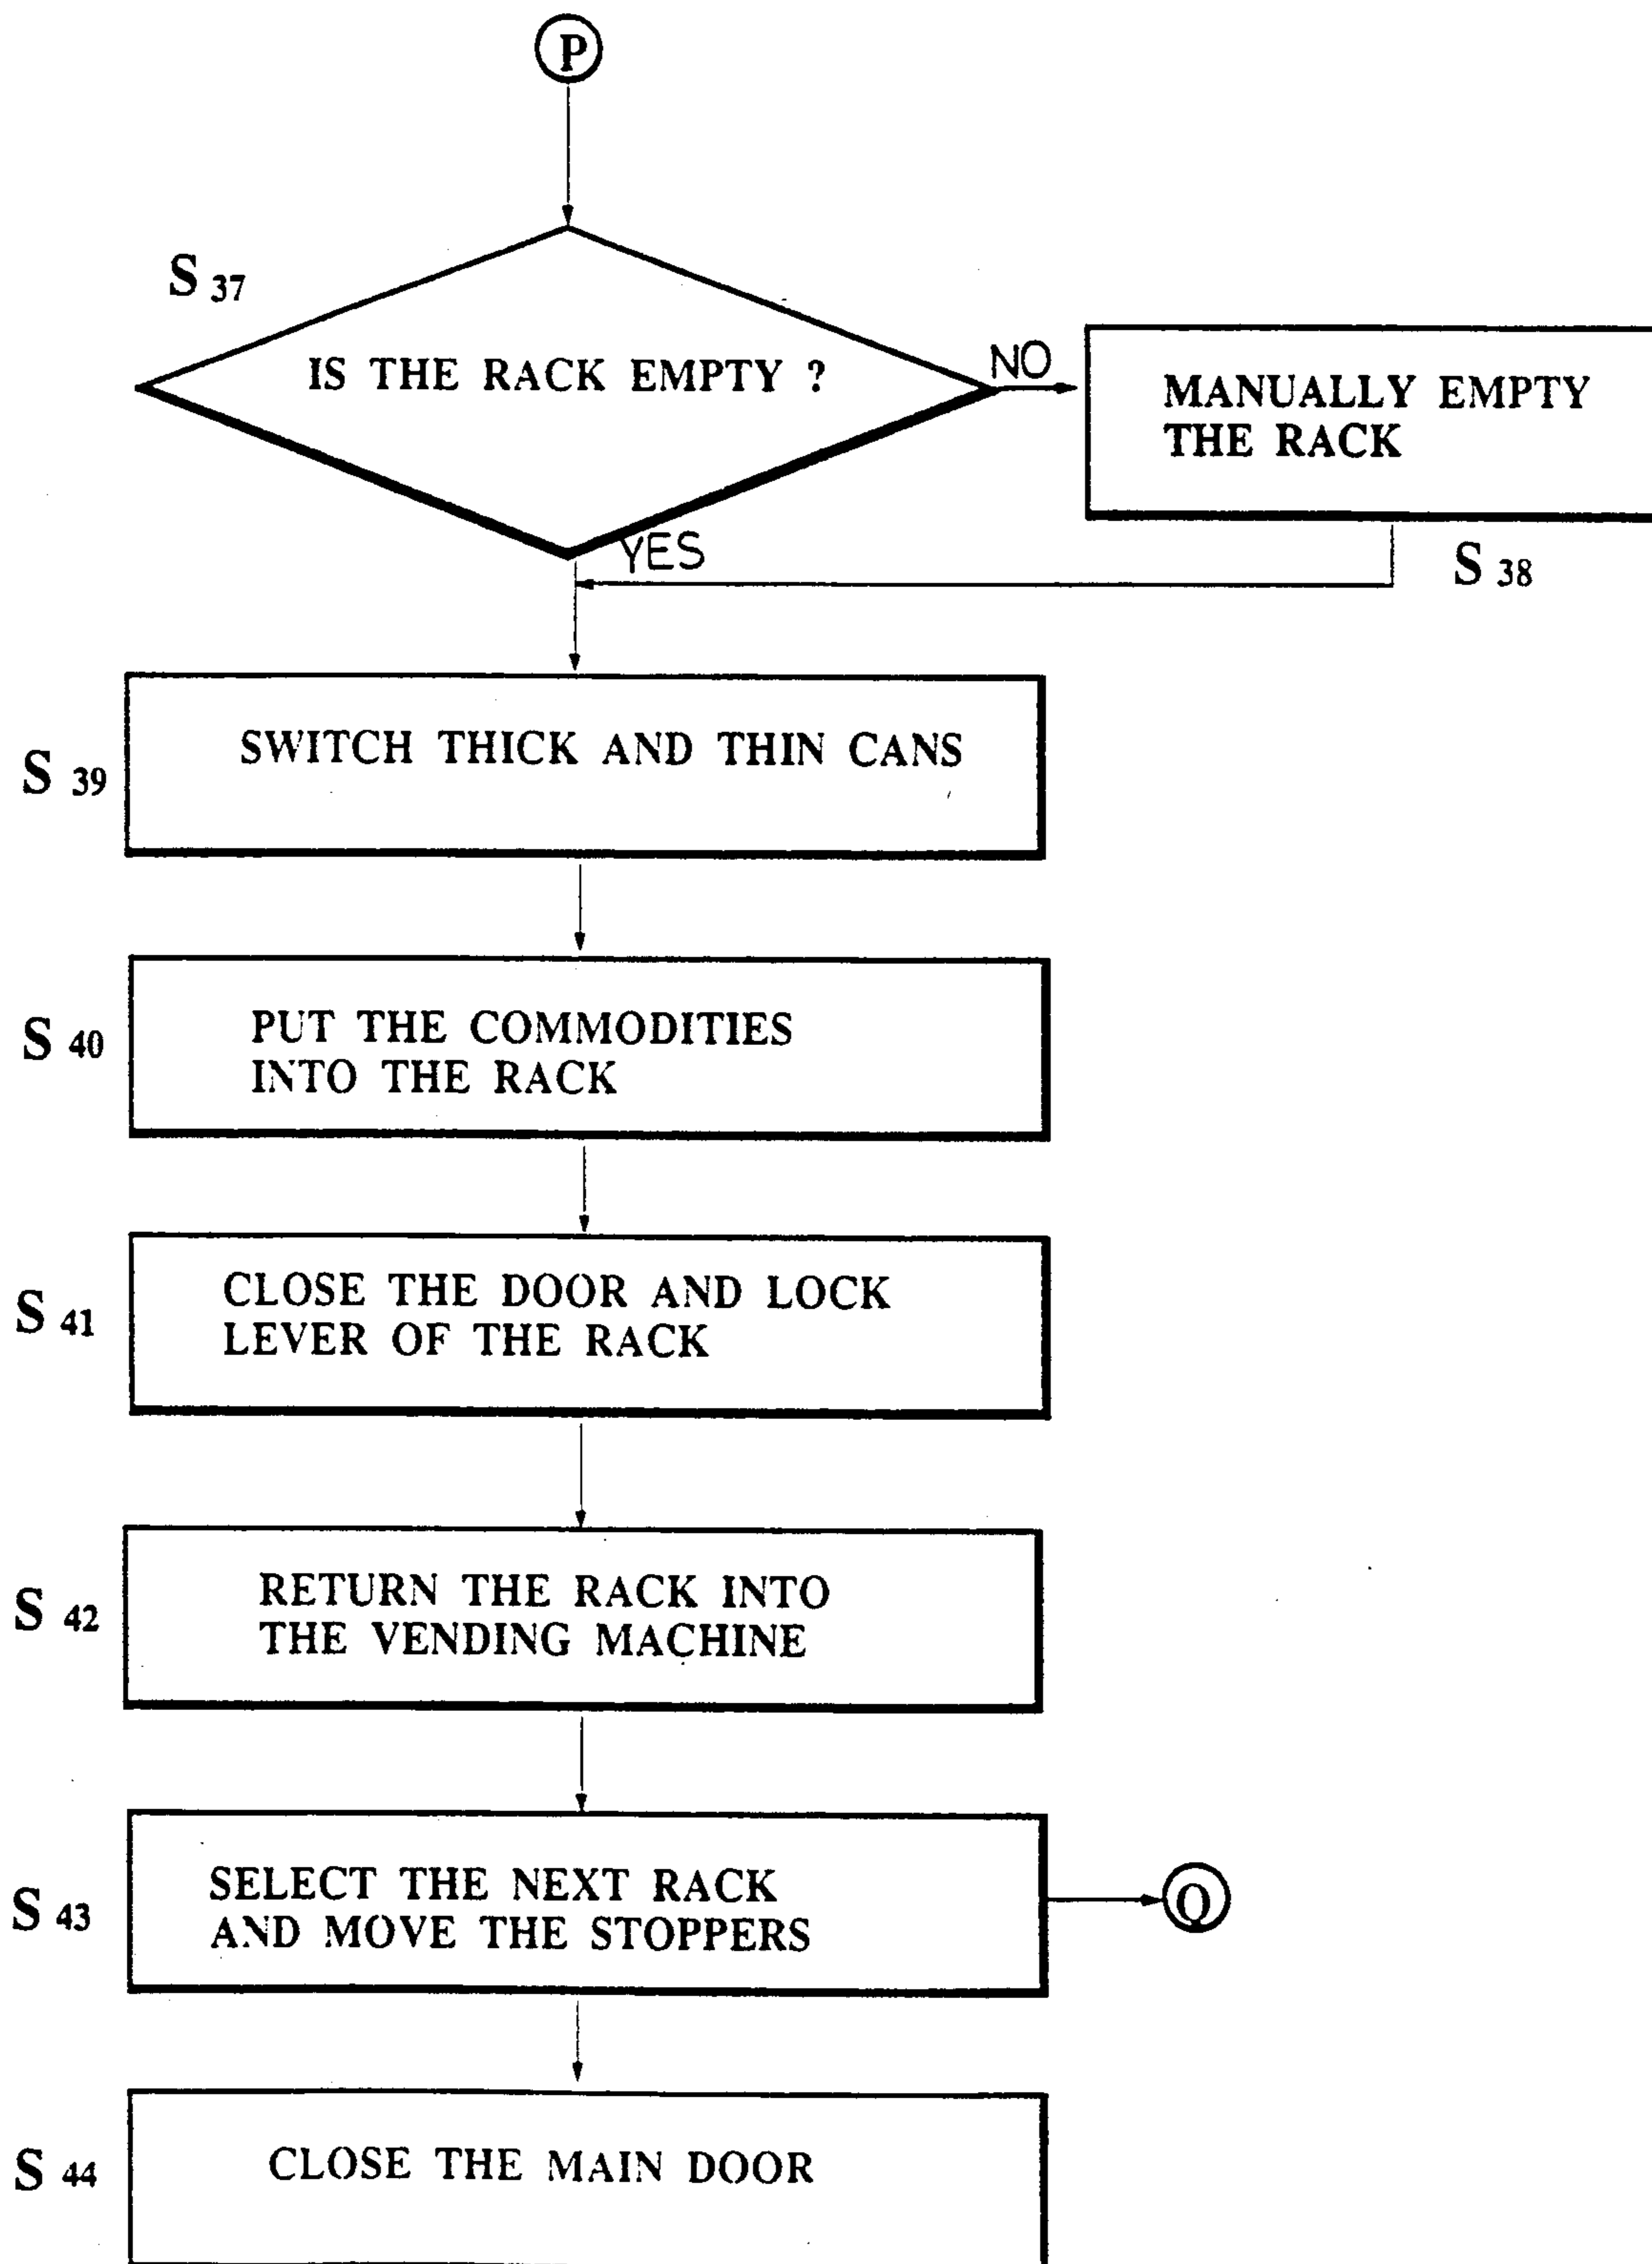 P
S 37
IS THE RACK EMPTY ?
NO
MANUALLY EMPTY
THE RACK
YES
S 38
S 39
SWITCH THICK AND THIN CANS
S 40
PUT THE COMMODITIES
INTO THE RACK
S 41
CLOSE THE DOOR AND LOCK
LEVER OF THE RACK
S 42
RETURN THE RACK INTO
THE VENDING MACHINE
S 43
SELECT THE NEXT RACK
AND MOVE THE STOPPERS
Q
S 44
CLOSE THE MAIN DOOR